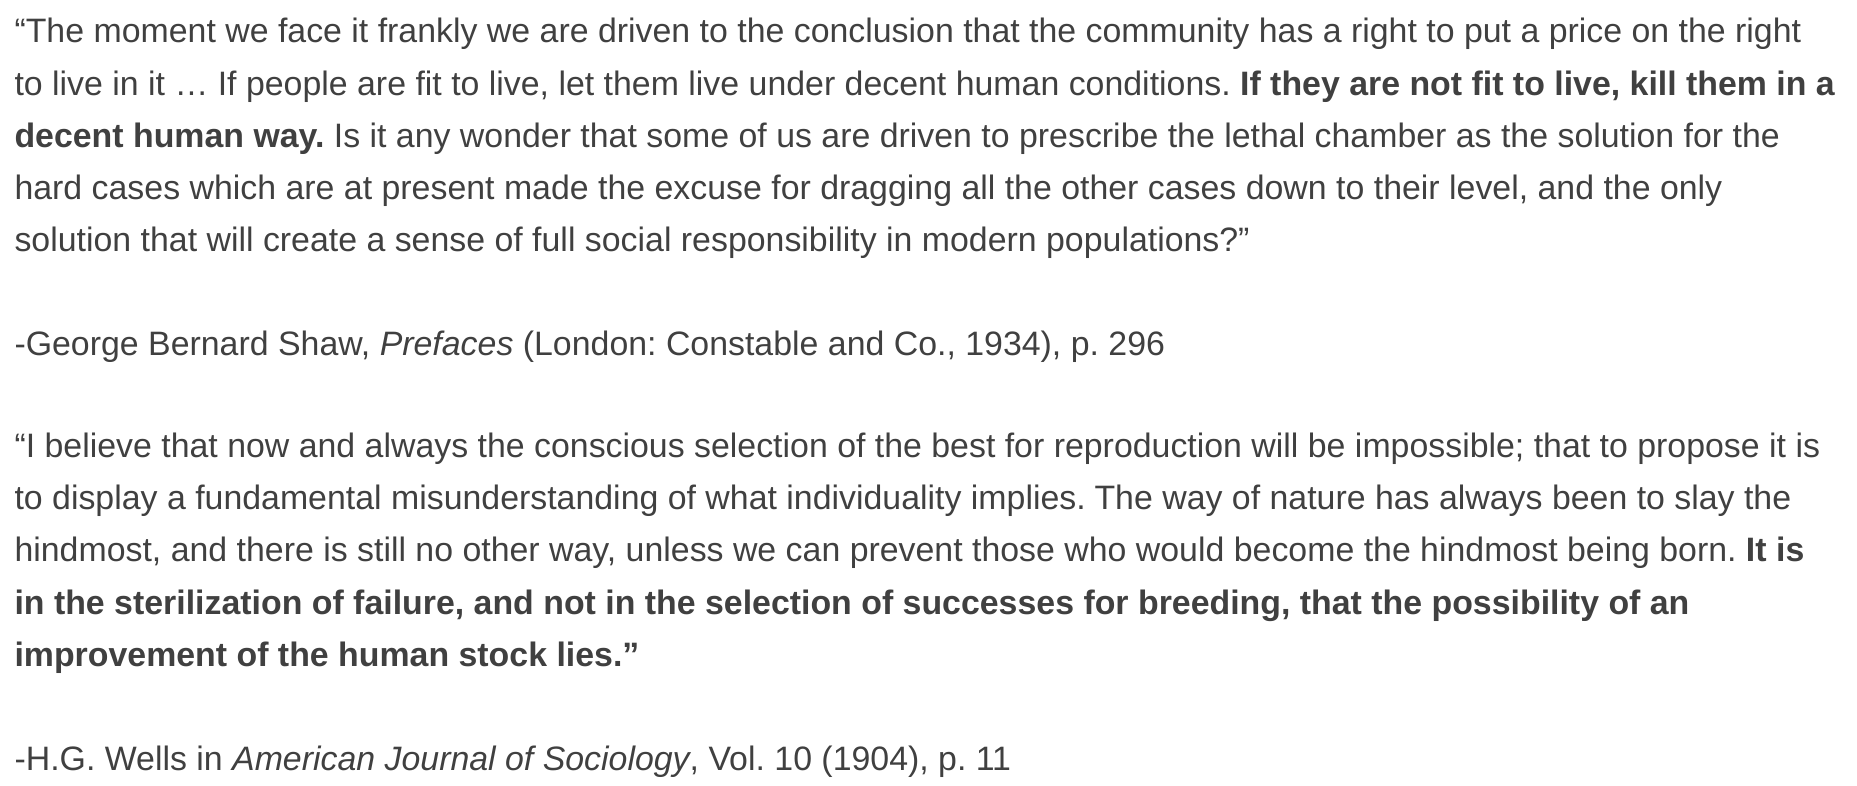 “The moment we face it frankly we are driven to the conclusion that the community has a right to put a price on the right
to live in it … If people are fit to live, let them live under decent human conditions. If they are not fit to live, kill them in a
decent human way. Is it any wonder that some of us are driven to prescribe the lethal chamber as the solution for the
hard cases which are at present made the excuse for dragging all the other cases down to their level, and the only
solution that will create a sense of full social responsibility in modern populations?”
-George Bernard Shaw, Prefaces (London: Constable and Co., 1934), p. 296
“I believe that now and always the conscious selection of the best for reproduction will be impossible; that to propose it is
to display a fundamental misunderstanding of what individuality implies. The way of nature has always been to slay the
hindmost, and there is still no other way, unless we can prevent those who would become the hindmost being born. It is
in the sterilization of failure, and not in the selection of successes for breeding, that the possibility of an
improvement of the human stock lies.”
-H.G. Wells in American Journal of Sociology, Vol. 10 (1904), p. 11